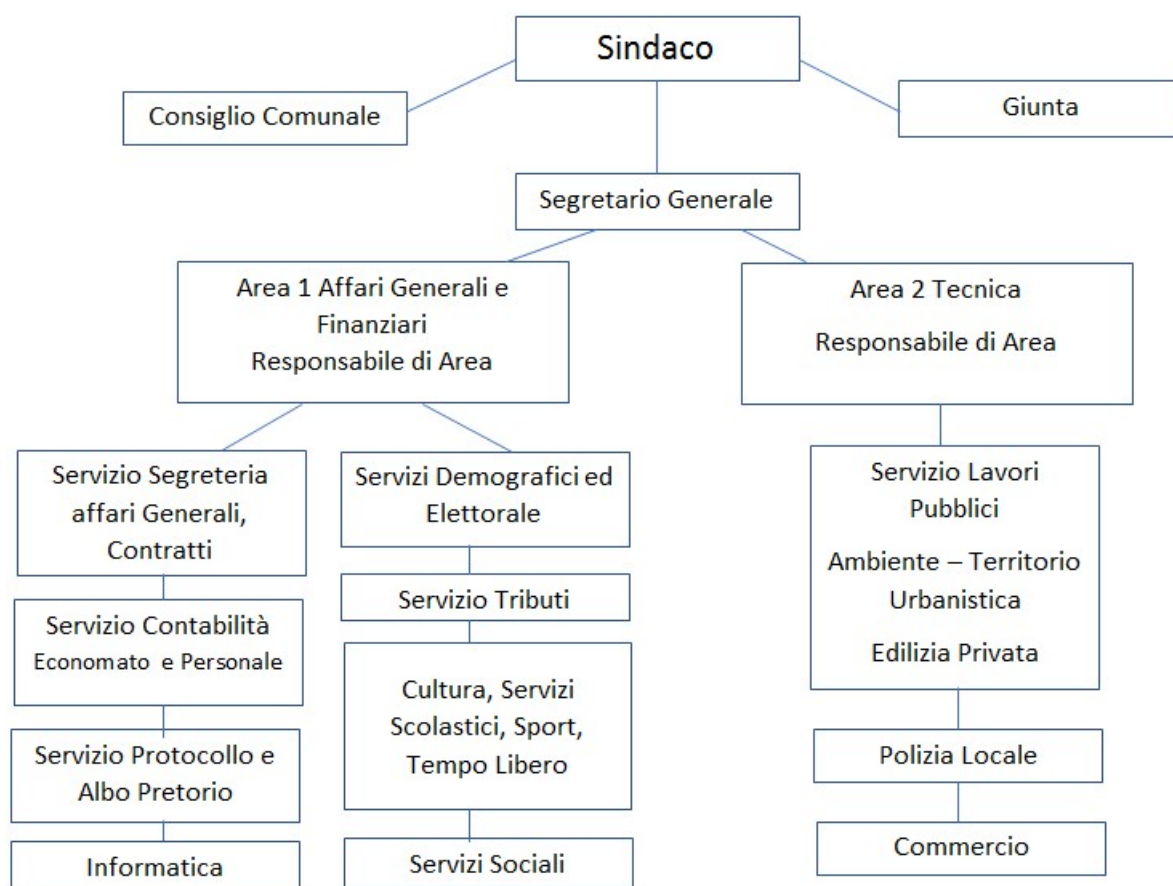 Sindaco
Consiglio Comunale
Giunta
Segretario Generale
Area 1 Affari Generali e
Finanziari
Responsabile di Area
Area 2 Tecnica
Responsabile di Area
Servizio Segreteria
affari Generali,
Contratti
Servizi Demografici ed
Elettorale
Servizio Lavori
Pubblici
Ambiente – Territorio
Urbanistica
Edilizia Privata
Servizio Tributi
Servizio Contabilità
Economato e Personale
Cultura, Servizi
Scolastici, Sport,
Tempo Libero
Servizio Protocollo e
Albo Pretorio
Polizia Locale
Informatica
Servizi Sociali
Commercio